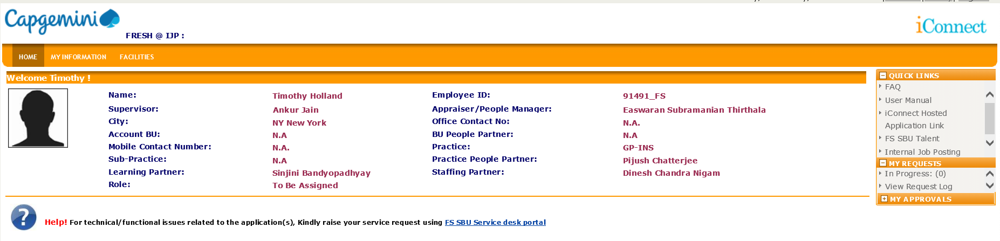 Capgemini
FRESH @ IJP :
iConnect
HOME MY INFORMATION FACILITIES
Welcome Timothy !
Name: Timothy Holland Employee ID: 91491_FS
Supervisor: Ankur Jain Appraiser/People Manager: Easwaran Subramanian Thirthala
City: NY New York Office Contact No: N.A.
Account BU: N.A BU People Partner: N.A
Mobile Contact Number: N.A. Practice: GP-INS
Sub-Practice: N.A Practice People Partner: Pijush Chatterjee
Learning Partner: Sinjini Bandyopadhyay Staffing Partner: Dinesh Chandra Nigam
Role: To Be Assigned
Help! For technical/functional issues related to the application(s), Kindly raise your service request using FS SBU Service desk portal
QUICK LINKS
FAQ
User Manual
iConnect Hosted
Application Link
FS SBU Talent
Internal Job Posting
MY REQUESTS
In Progress: (0)
View Request Log
MY APPROVALS